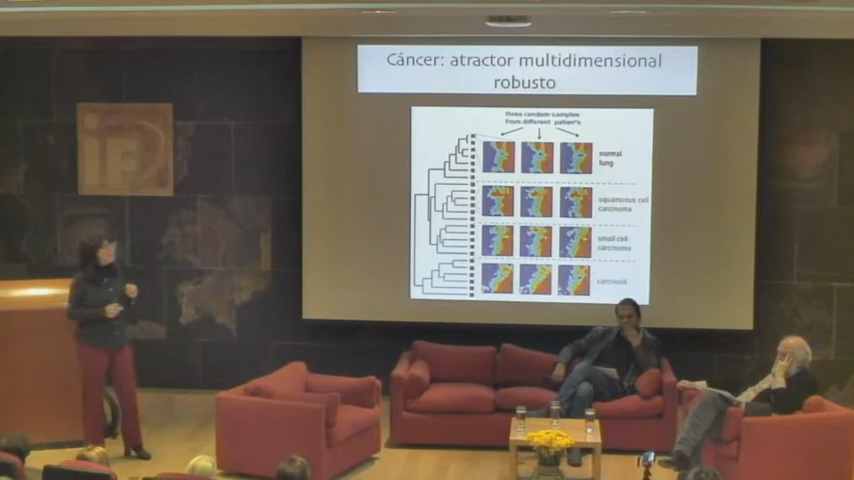 Cáncer: atractor multidimensional
robusto
three random samples
from different patients
normal
lung
squamous cell
carcinoma
small cell
carcinoma
carcinoid
iF